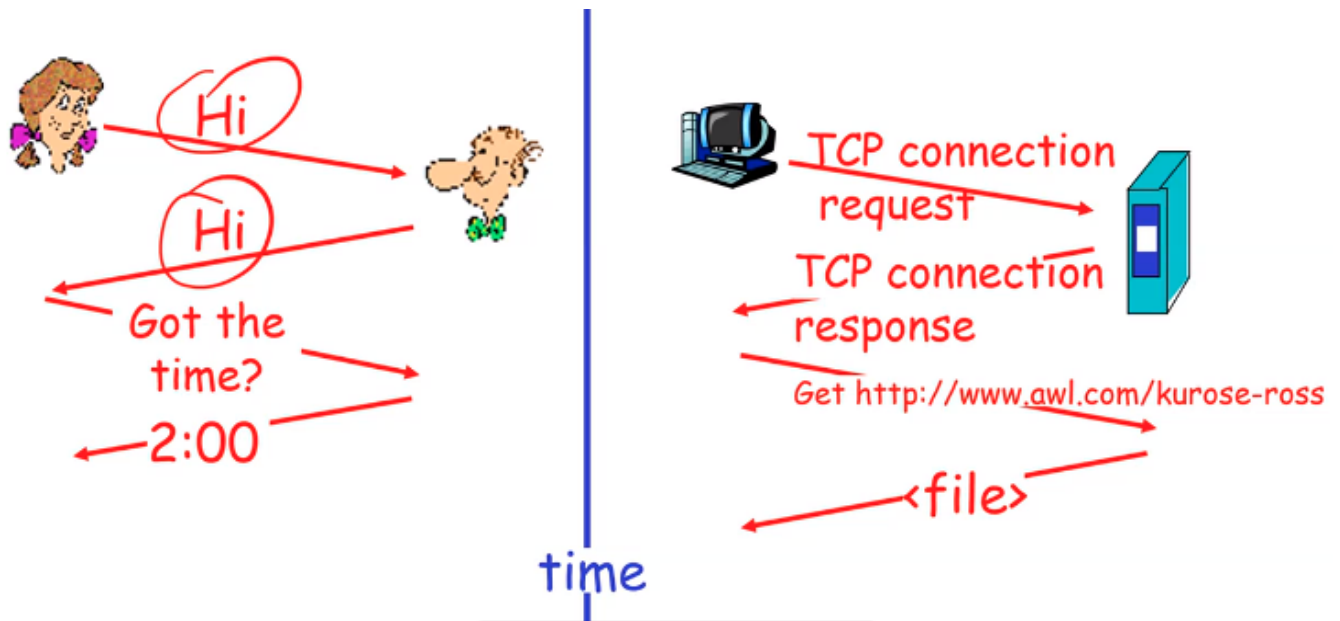 Hi
Hi
Got the
time?
2:00
TCP connection
request
TCP connection
response
Get http://www.awl.com/kurose-ross
<file>
time